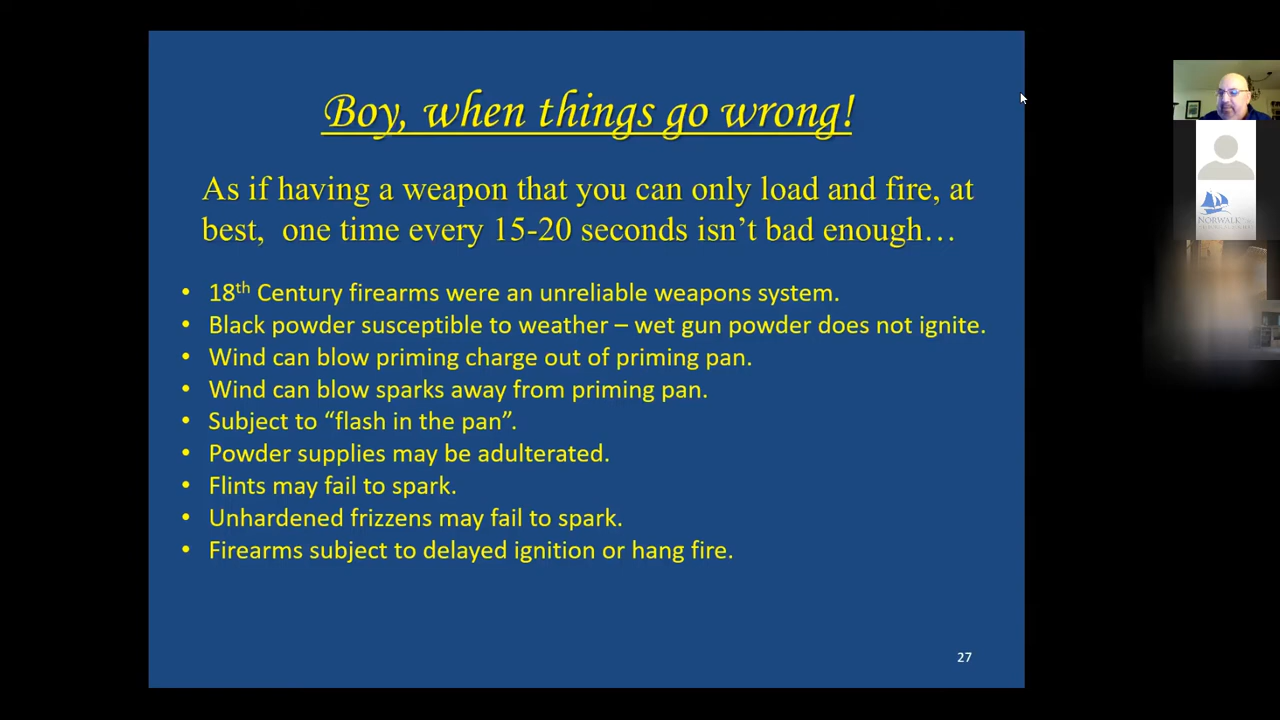 Boy, when things go wrong!
As if having a weapon that you can only load and fire, at
best, one time every 15-20 seconds isn’t bad enough…
• 18th Century firearms were an unreliable weapons system.
• Black powder susceptible to weather – wet gun powder does not ignite.
• Wind can blow priming charge out of priming pan.
• Wind can blow sparks away from priming pan.
• Subject to “flash in the pan”.
• Powder supplies may be adulterated.
• Flints may fail to spark.
• Unhardened frizzens may fail to spark.
• Firearms subject to delayed ignition or hang fire.
27
NORWALK